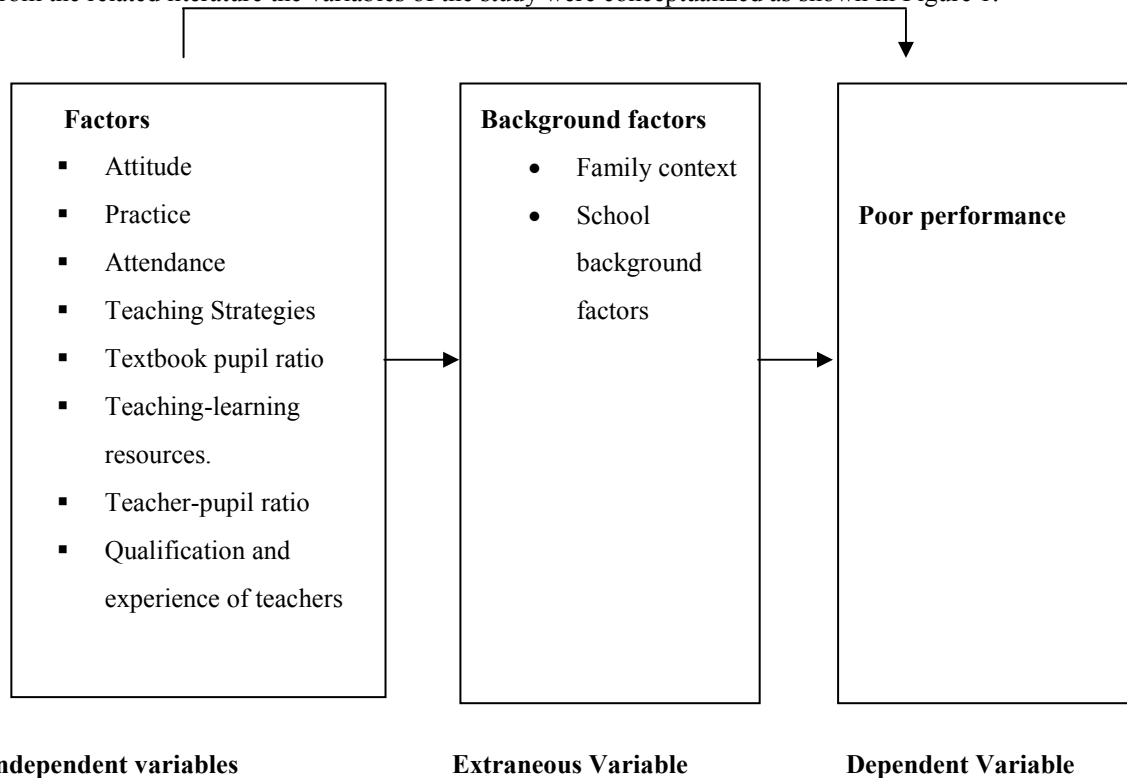 from the related literature the variables of the study were conceptualized as shown in Figure 1.
Factors
▪ Attitude
▪ Practice
▪ Attendance
▪ Teaching Strategies
▪ Textbook pupil ratio
▪ Teaching-learning
resources.
▪ Teacher-pupil ratio
▪ Qualification and
experience of teachers
Background factors
• Family context
• School
background
factors
Poor performance
ndependent variables
Extraneous Variable
Dependent Variable